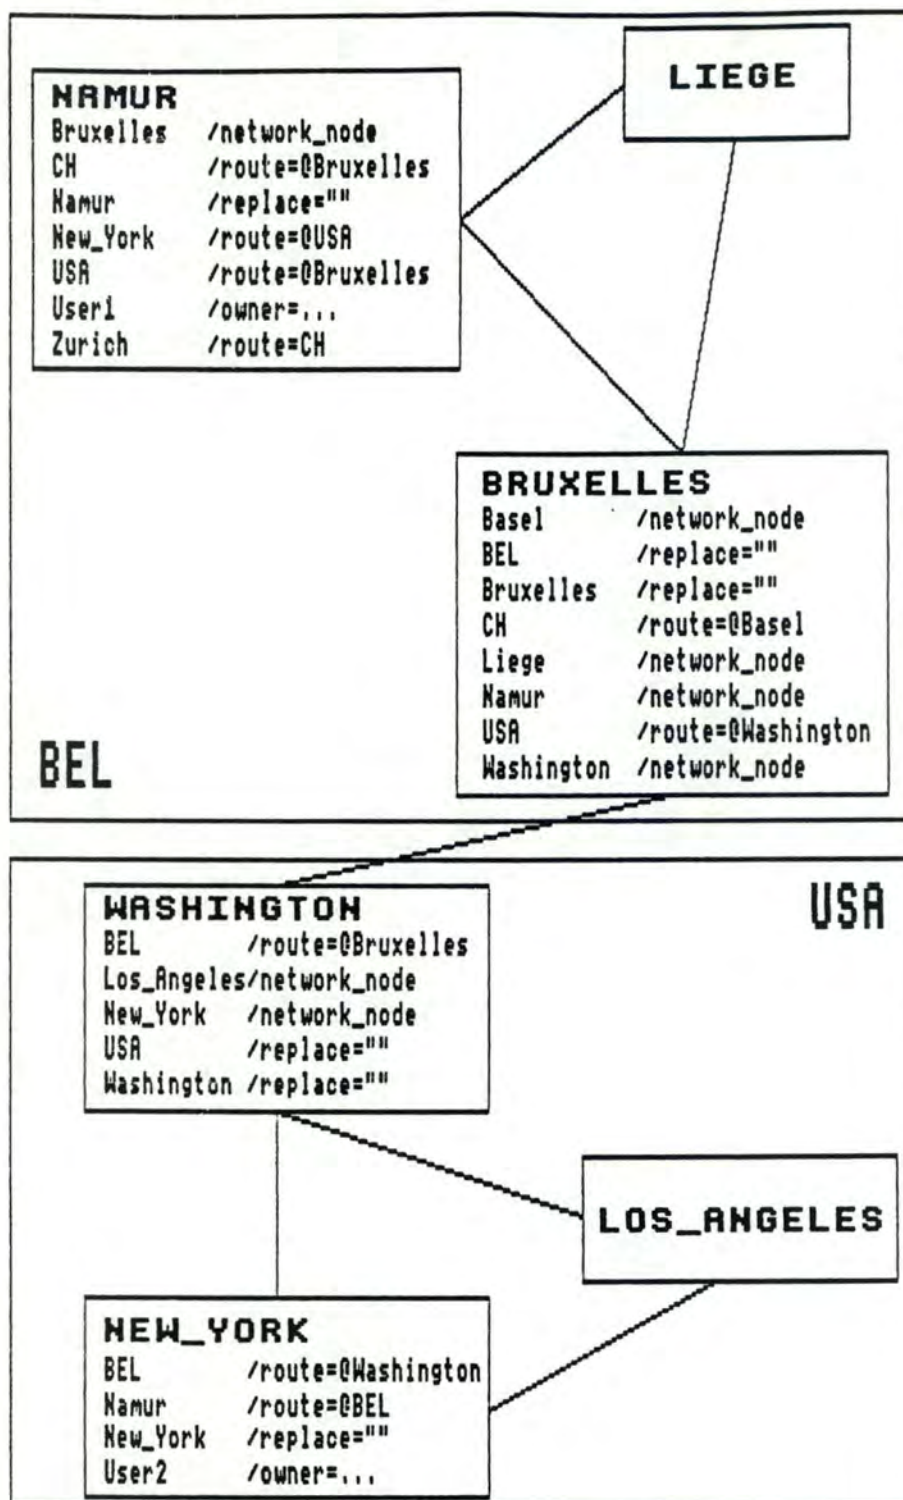 LIEGE
NAMUR
Bruxelles /network_node
CH /route=@Bruxelles
Namur /replace=""
New_York /route=@USA
USA /route=@Bruxelles
User1 /owner=...
Zurich /route=CH
BRUXELLES
Basel /network_node
BEL /replace=""
Bruxelles /replace=""
CH /route=@Basel
Liege /network_node
Namur /network_node
USA /route=@Washington
Washington /network_node
BEL
USA
WASHINGTON
BEL /route=@Bruxelles
Los_Angeles/network_node
New_York /network_node
USA /replace=""
Washington /replace=""
LOS_ANGELES
NEW_YORK
BEL /route=@Washington
Namur /route=@BEL
New_York /replace=""
User2 /owner=...